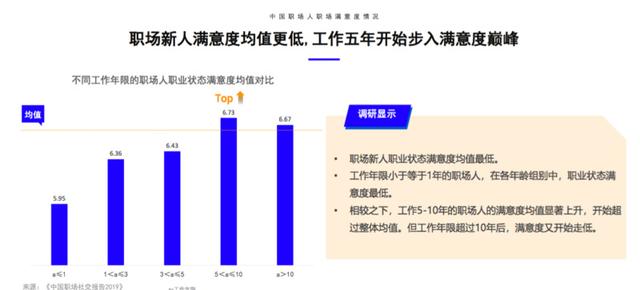 中国职场人职场满意度情况
职场新人满意度均值更低,工作五年开始步入满意度巅峰
不同工作年限的职场人职业状态满意度均值对比
Top
均值
5.95
6.36
6.43
6.73
6.67
a≤1
1<a≤3
3<a≤5
5<a≤10
a>10
来源:《中国职场社交报告2019》
调研显示
• 职场新人职业状态满意度均值最低。
• 工作年限小于等于1年的职场人,在各年龄组别中,职业状态满
意度最低。
• 相较之下,工作5-10年的职场人的满意度均值显著上升,开始超
过整体均值。但工作年限超过10年后,满意度又开始走低。